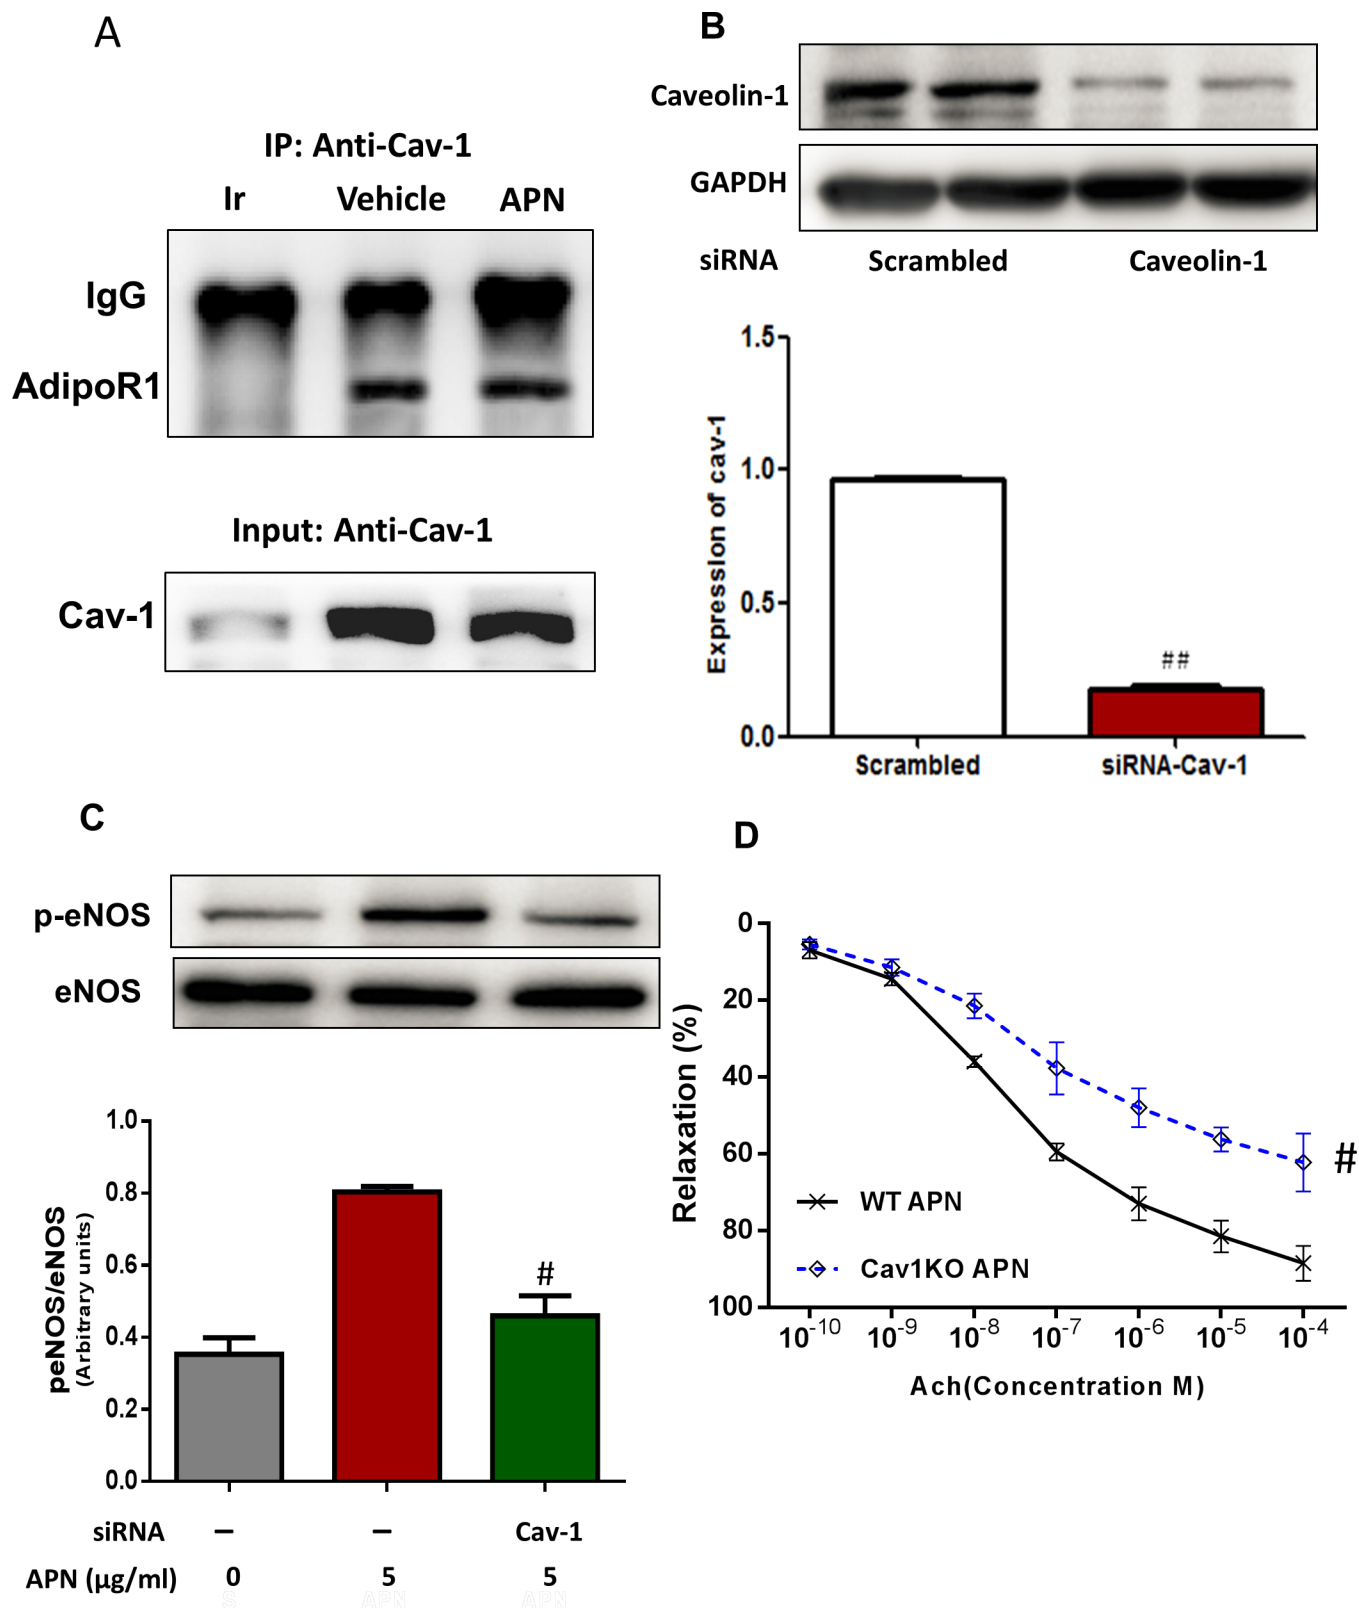 A
IP: Anti-Cav-1
Ir Vehicle APN
IgG
AdipoR1
Input: Anti-Cav-1
Cav-1
B
Caveolin-1
GAPDH
siRNA Scrambled Caveolin-1
1.5
1.0
0.5
0.0
Expression of cav-1
##
Scrambled siRNA-Cav-1
C
p-eNOS
eNOS
1.0
0.8
0.6
0.4
0.2
0.0
peNOS/eNOS
(Arbitrary units)
#
siRNA – – Cav-1
APN (μg/ml) 0 5 5
S APN APN
D
0
20
40
60
80
100
Relaxation (%)
WT APN
Cav1KO APN
#
10⁻¹⁰ 10⁻⁹ 10⁻⁸ 10⁻⁷ 10⁻⁶ 10⁻⁵ 10⁻⁴
Ach(Concentration M)